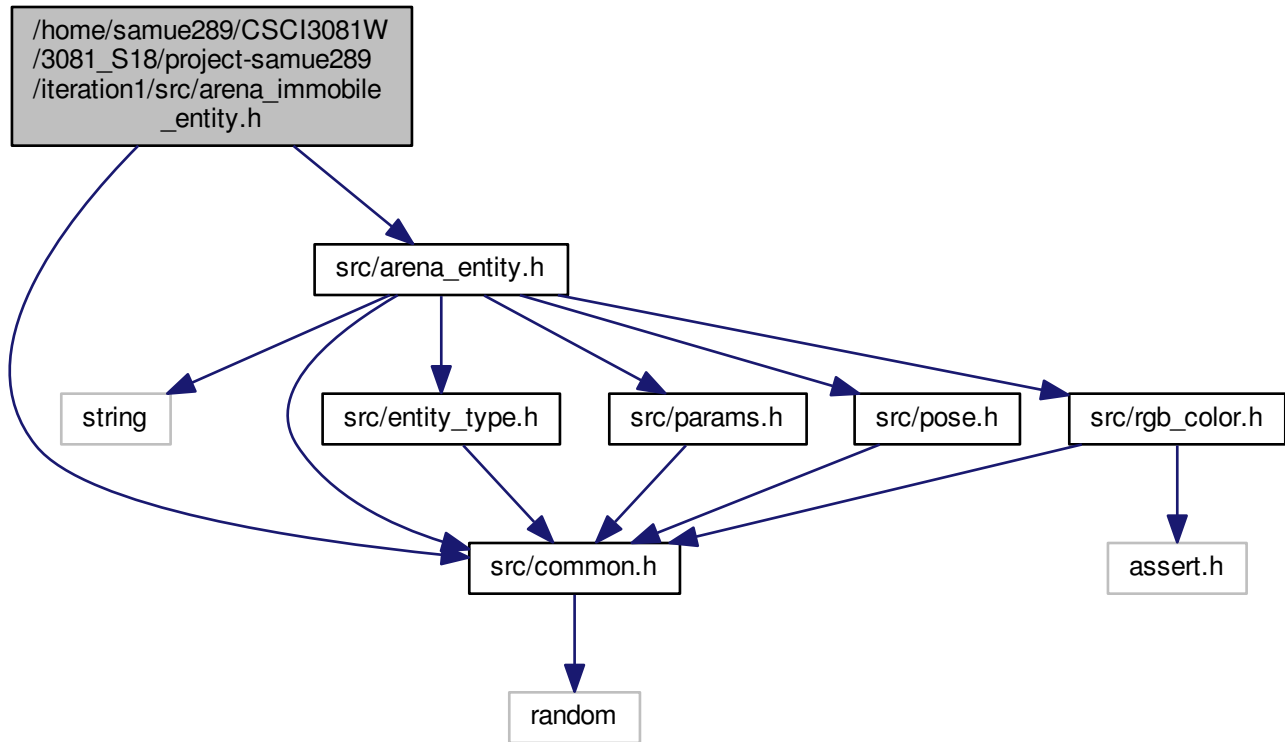 /home/samue289/CSCI3081W
/3081_S18/project-samue289
/iteration1/src/arena_immobile
_entity.h
src/arena_entity.h
string
src/entity_type.h
src/params.h
src/pose.h
src/rgb_color.h
src/common.h
assert.h
random